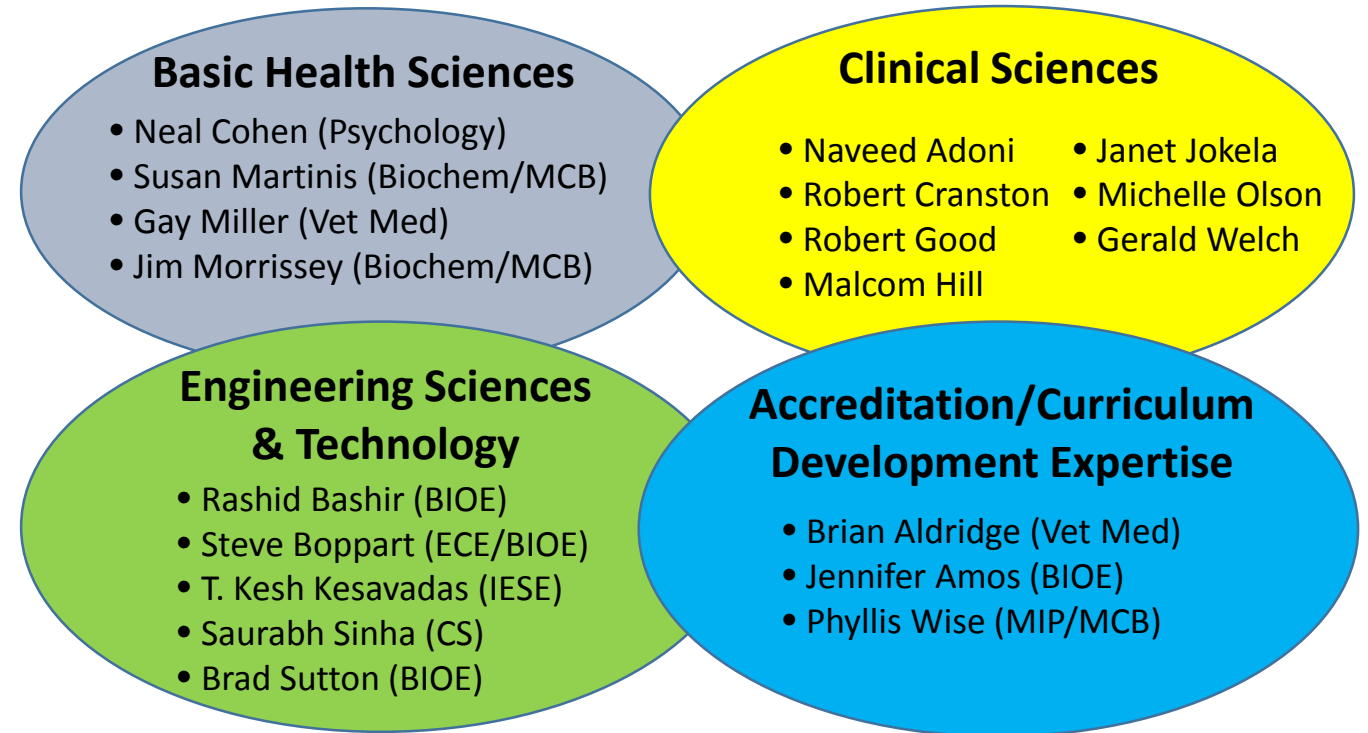 Basic Health Sciences
• Neal Cohen (Psychology)
• Susan Martinis (Biochem/MCB)
• Gay Miller (Vet Med)
• Jim Morrissey (Biochem/MCB)
Clinical Sciences
• Naveed Adoni
• Robert Cranston
• Robert Good
• Malcom Hill
• Janet Jokela
• Michelle Olson
• Gerald Welch
Engineering Sciences
& Technology
• Rashid Bashir (BIOE)
• Steve Boppart (ECE/BIOE)
• T. Kesh Kesavadas (IESE)
• Saurabh Sinha (CS)
• Brad Sutton (BIOE)
Accreditation/Curriculum
Development Expertise
• Brian Aldridge (Vet Med)
• Jennifer Amos (BIOE)
• Phyllis Wise (MIP/MCB)